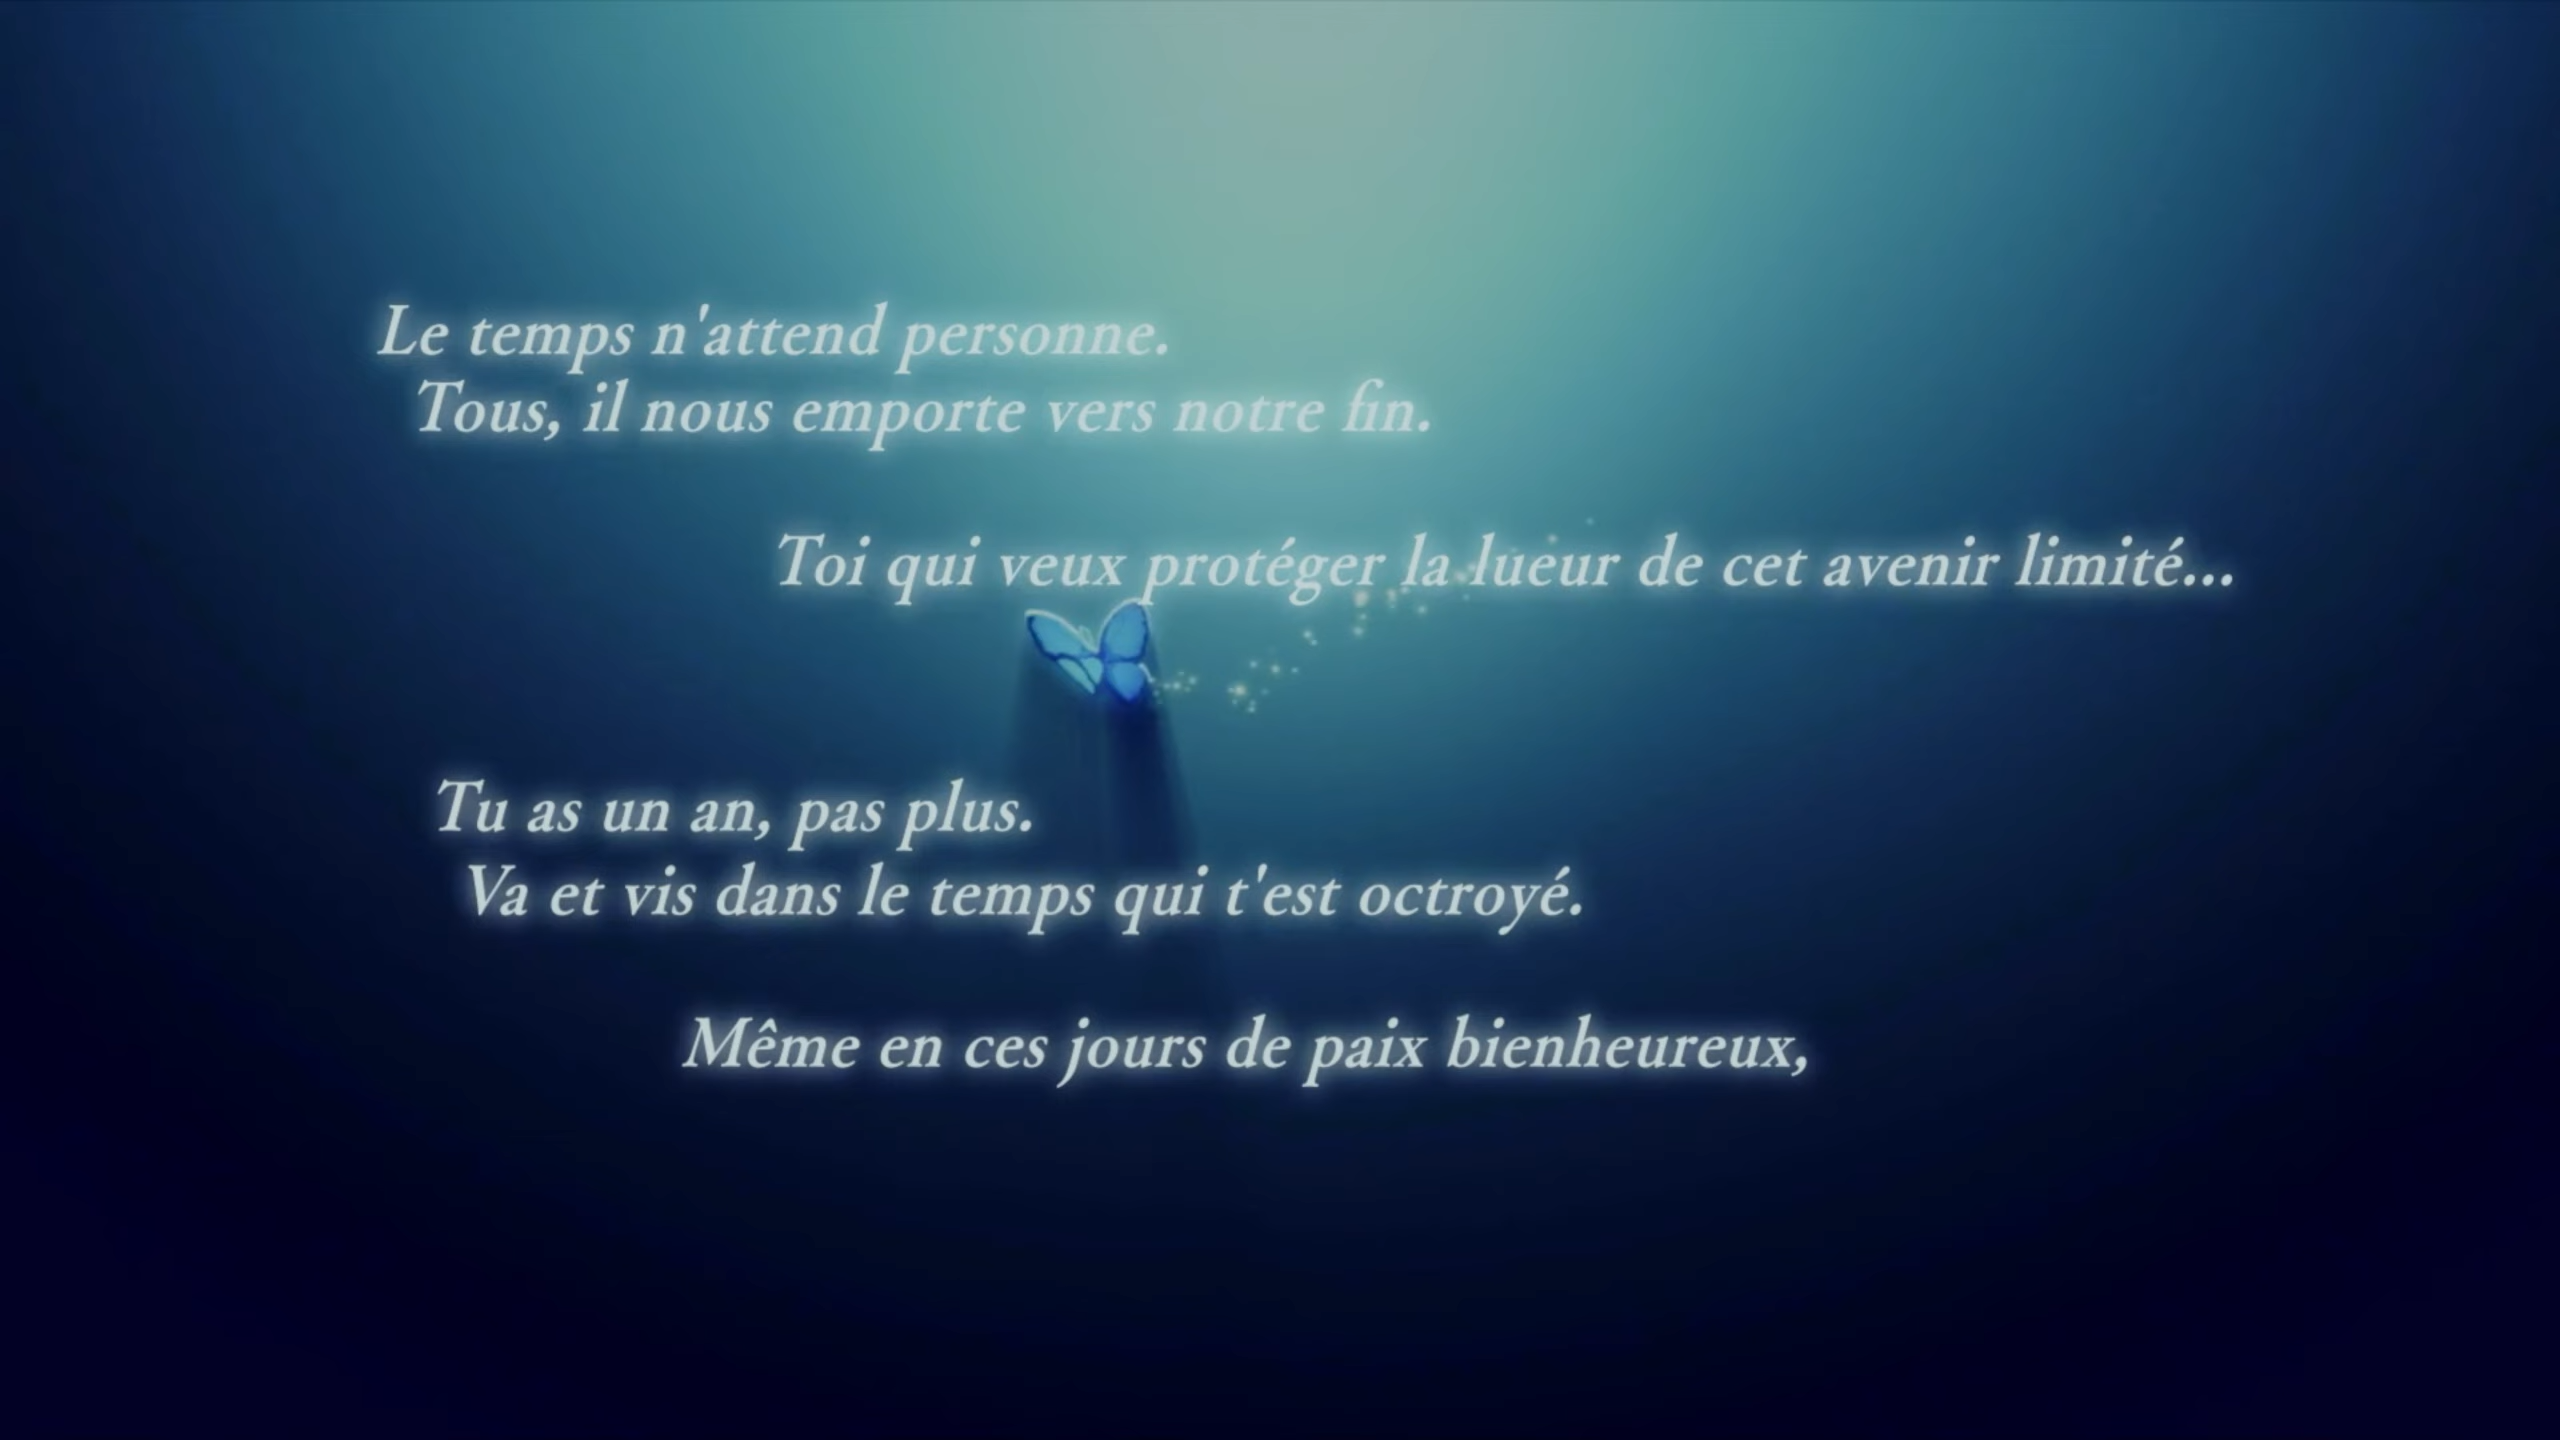 Le temps n'attend personne.
Tous, il nous emporte vers notre fin.
Toi qui veux protéger la lueur de cet avenir limité...
Tu as un an, pas plus.
Va et vis dans le temps qui t'est octroyé.
Même en ces jours de paix bienheureux,